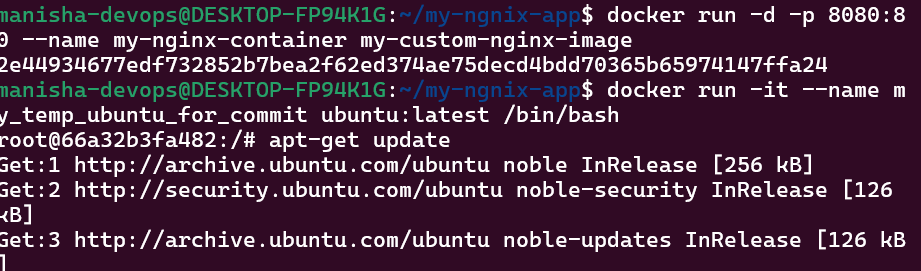 manisha-devops@DESKTOP-FP94K1G:~/my-ngnix-app$ docker run -d -p 8080:8
0 --name my-nginx-container my-custom-nginx-image
2e44934677edf732852b7bea2f62ed374ae75decd4bdd70365b65974147ffa24
manisha-devops@DESKTOP-FP94K1G:~/my-ngnix-app$ docker run -it --name m
y_temp_ubuntu_for_commit ubuntu:latest /bin/bash
root@66a32b3fa482:/# apt-get update
Get:1 http://archive.ubuntu.com/ubuntu noble InRelease [256 kB]
Get:2 http://security.ubuntu.com/ubuntu noble-security InRelease [126
kB]
Get:3 http://archive.ubuntu.com/ubuntu noble-updates InRelease [126 kB
]